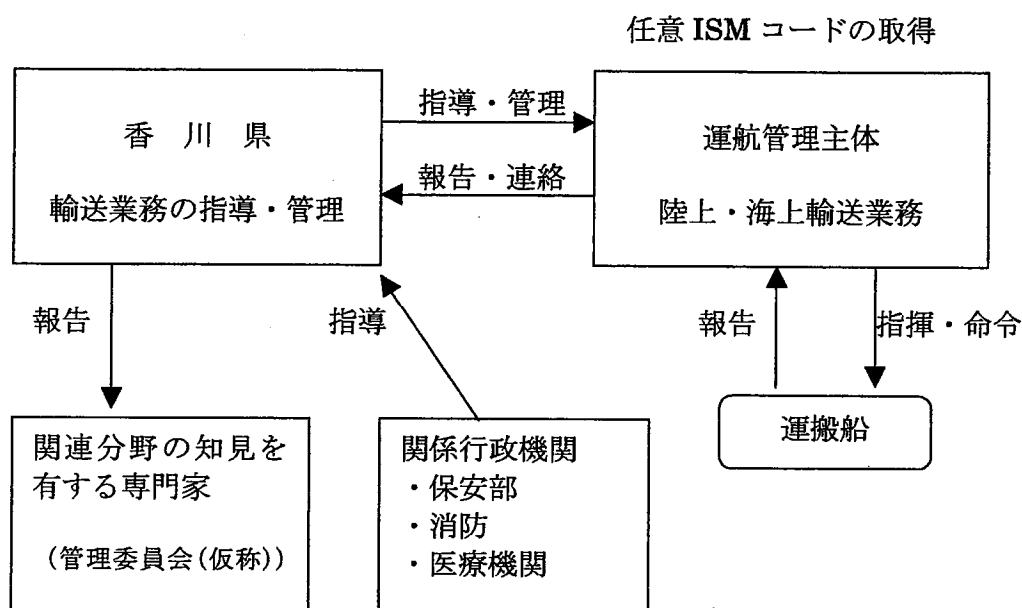 任意 ISM コードの取得
香 川 県
輸送業務の指導・管理
指導・管理
報告・連絡
運航管理主体
陸上・海上輸送業務
報告
指導
報告
指揮・命令
関連分野の知見を
有する専門家
(管理委員会(仮称))
関係行政機関
・保安部
・消防
・医療機関
運搬船